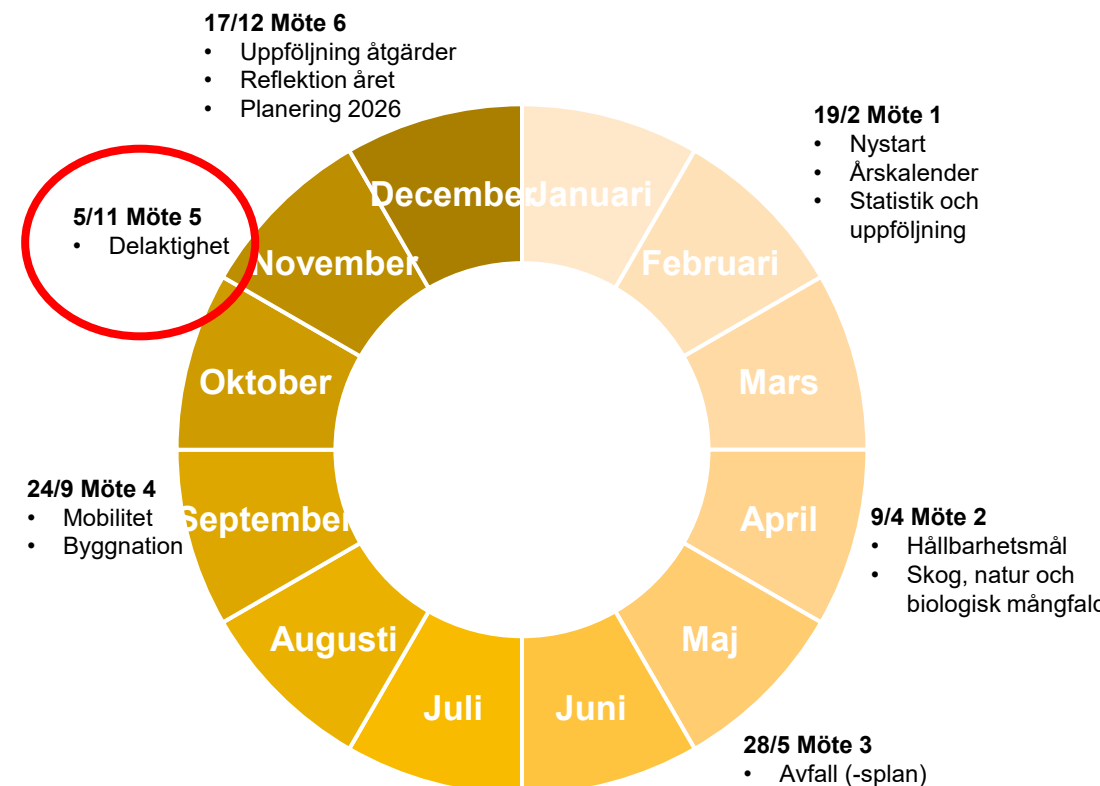 17/12 Möte 6
• Uppföljning åtgärder
• Reflektion året
• Planering 2026
19/2 Möte 1
• Nystart
• Årskalender
• Statistik och
uppföljning
5/11 Möte 5
• Delaktighet
December
Januari
November
Februari
Oktober
Mars
24/9 Möte 4
• Mobilitet
• Byggnation
September
April
9/4 Möte 2
• Hållbarhetsmål
• Skog, natur och
biologisk mångfald
Augusti
Maj
Juli
Juni
28/5 Möte 3
• Avfall (-splan)